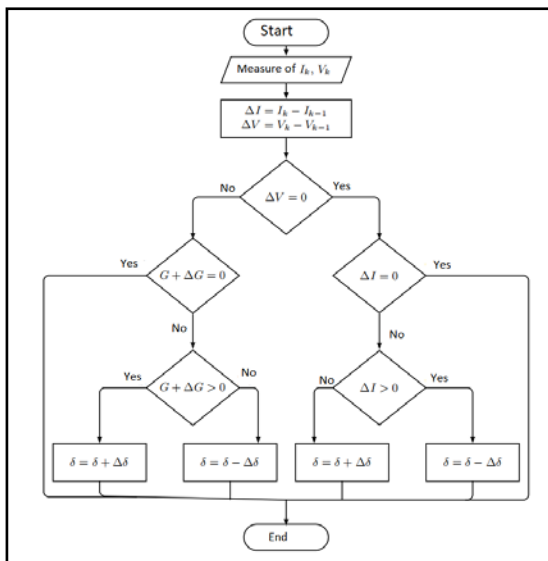 Start
Measure of I_k, V_k
ΔI = I_k − I_{k−1}
ΔV = V_k − V_{k−1}
No
Yes
ΔV = 0
Yes
G + ΔG = 0
ΔI = 0
Yes
No
No
Yes
G + ΔG > 0
No
No
ΔI > 0
Yes
δ = δ + Δδ
δ = δ − Δδ
δ = δ + Δδ
δ = δ − Δδ
End